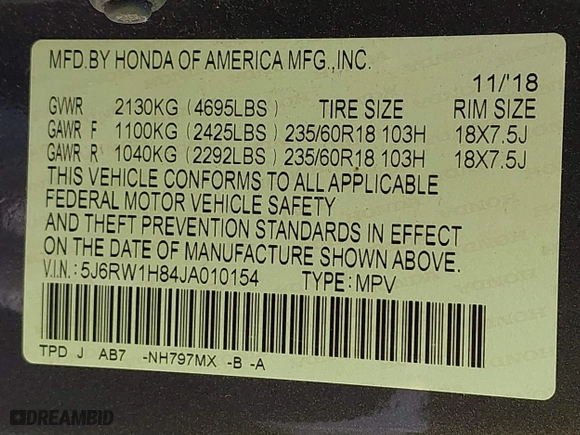 MFD.BY HONDA OF AMERICA MFG.,INC.
11/'18
GVWR 2130KG (4695LBS) TIRE SIZE RIM SIZE
GAWR F 1100KG (2425LBS) 235/60R18 103H 18X7.5J
GAWR R 1040KG (2292LBS) 235/60R18 103H 18X7.5J
THIS VEHICLE CONFORMS TO ALL APPLICABLE
FEDERAL MOTOR VEHICLE SAFETY
AND THEFT PREVENTION STANDARDS IN EFFECT
ON THE DATE OF MANUFACTURE SHOWN ABOVE.
V.I.N.: 5J6RW1H84JA010154 TYPE: MPV
TPD J AB7 -NH797MX -B -A
DREAMBID